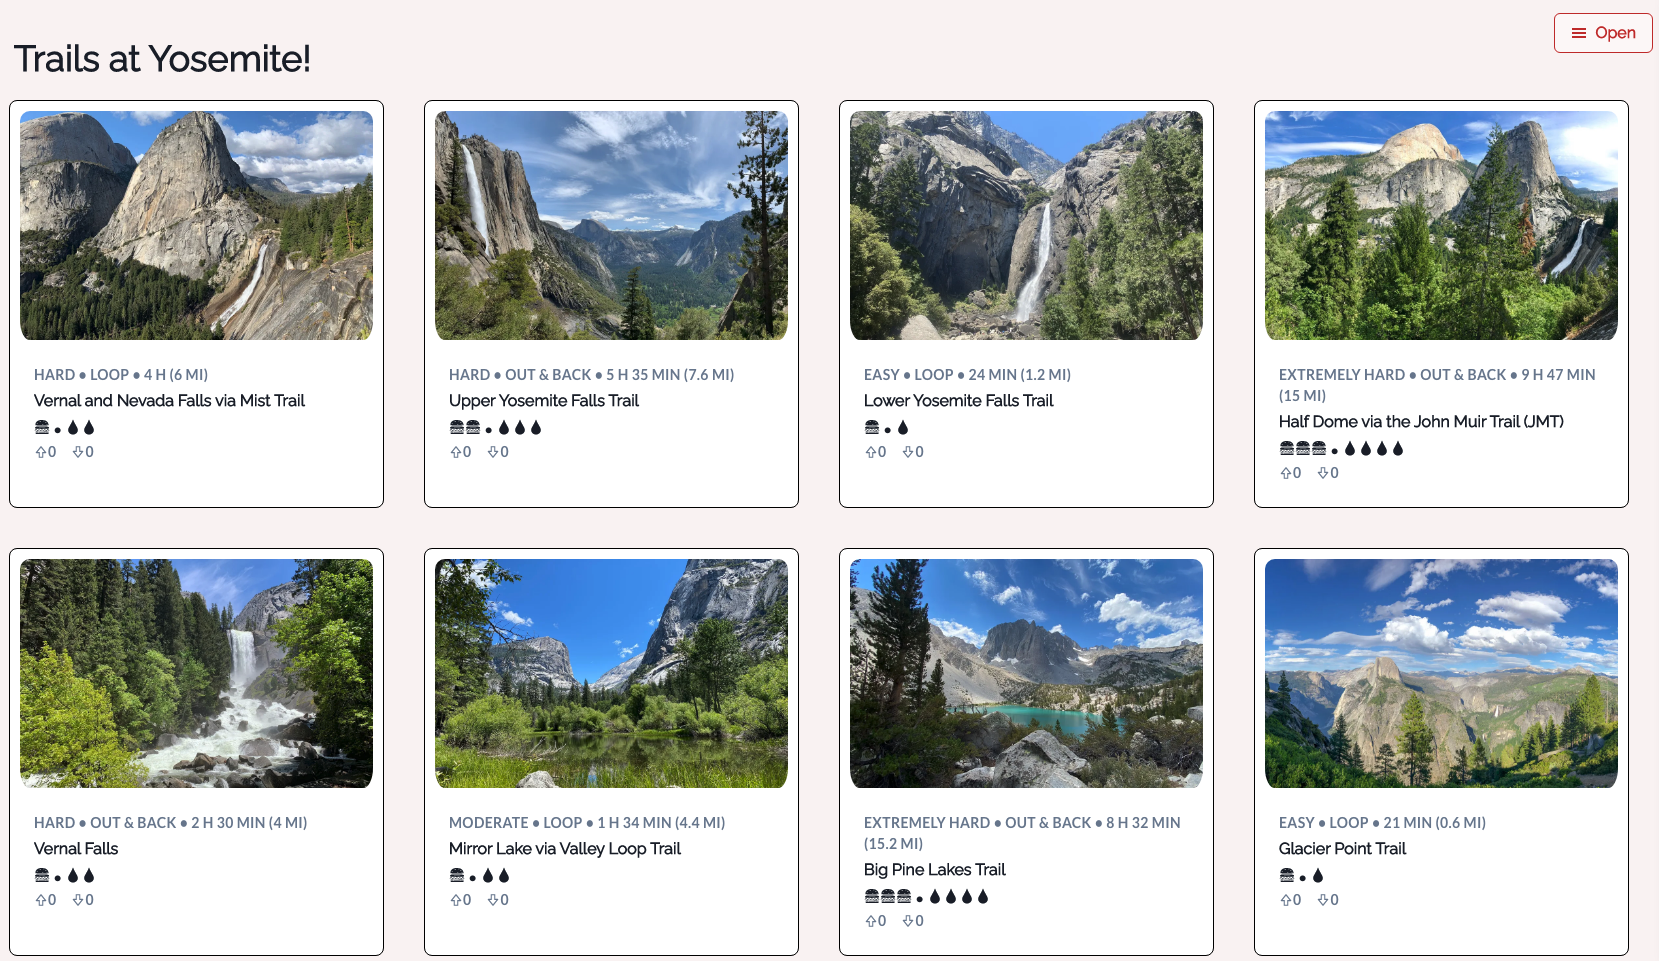 Open
Trails at Yosemite!
HARD • LOOP • 4 H (6 MI)
Vernal and Nevada Falls via Mist Trail
0 0
HARD • OUT & BACK • 5 H 35 MIN (7.6 MI)
Upper Yosemite Falls Trail
0 0
EASY • LOOP • 24 MIN (1.2 MI)
Lower Yosemite Falls Trail
0 0
EXTREMELY HARD • OUT & BACK • 9 H 47 MIN
(15 MI)
Half Dome via the John Muir Trail (JMT)
0 0
HARD • OUT & BACK • 2 H 30 MIN (4 MI)
Vernal Falls
0 0
MODERATE • LOOP • 1 H 34 MIN (4.4 MI)
Mirror Lake via Valley Loop Trail
0 0
EXTREMELY HARD • OUT & BACK • 8 H 32 MIN
(15.2 MI)
Big Pine Lakes Trail
0 0
EASY • LOOP • 21 MIN (0.6 MI)
Glacier Point Trail
0 0